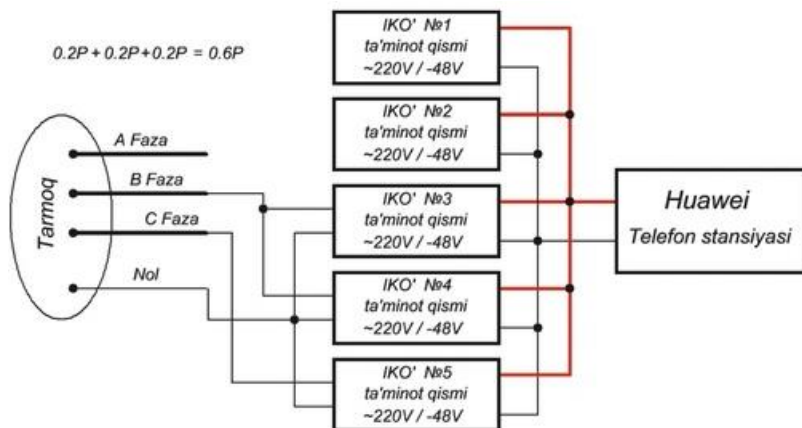 0.2P + 0.2P + 0.2P = 0.6P
Tarmoq
A Faza
B Faza
C Faza
Nol
IKO' №1
ta'minot qismi
~220V / -48V
IKO' №2
ta'minot qismi
~220V / -48V
IKO' №3
ta'minot qismi
~220V / -48V
IKO' №4
ta'minot qismi
~220V / -48V
IKO' №5
ta'minot qismi
~220V / -48V
Huawei
Telefon stansiyasi